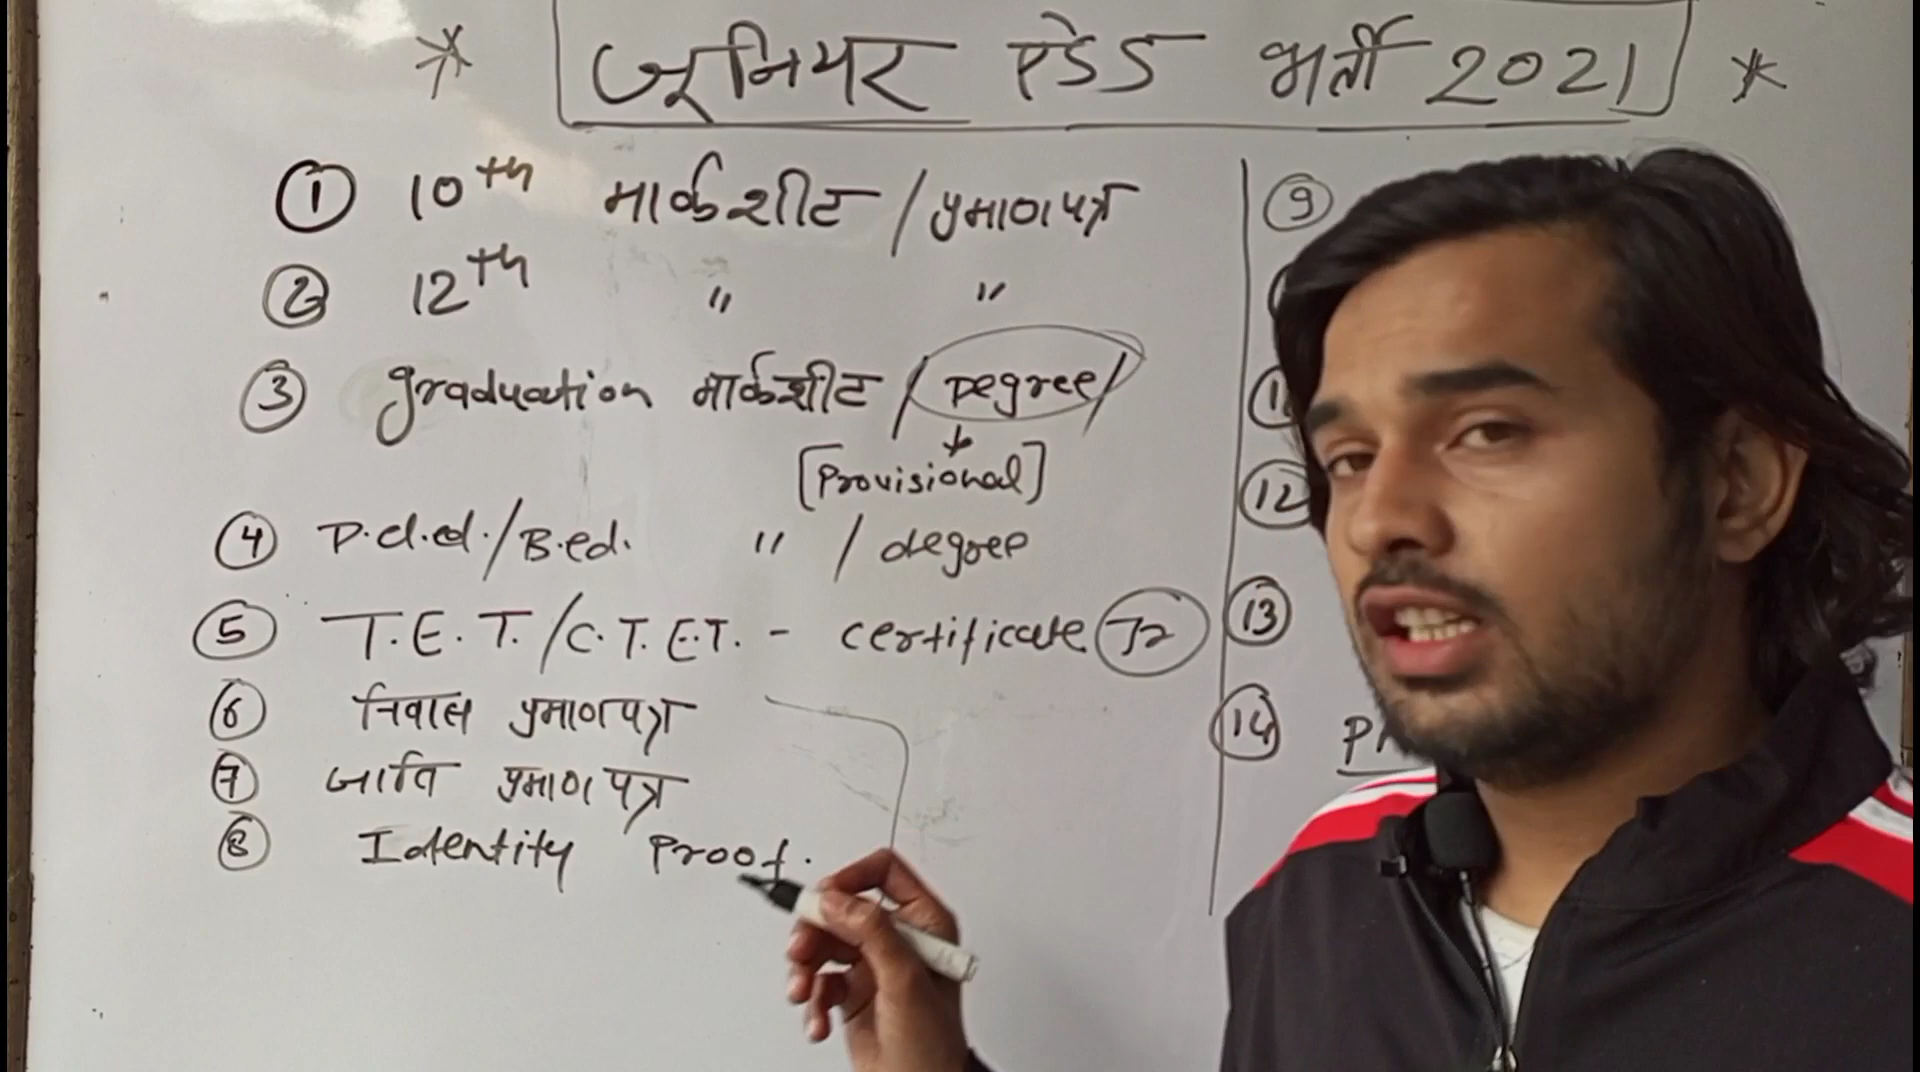 * जूनियर एडेड भर्ती 2021 *
① 10th मार्कशीट / प्रमाणपत्र
② 12th " "
③ graduation मार्कशीट / Degree /
[Provisional]
④ D.el.ed. / B.ed. " / degree
⑤ T.E.T. / C.T.E.T. - certificate J2
⑥ निवास प्रमाणपत्र
⑦ जाति प्रमाणपत्र
⑧ Identity Proof.
⑨
⑫
⑬
⑭